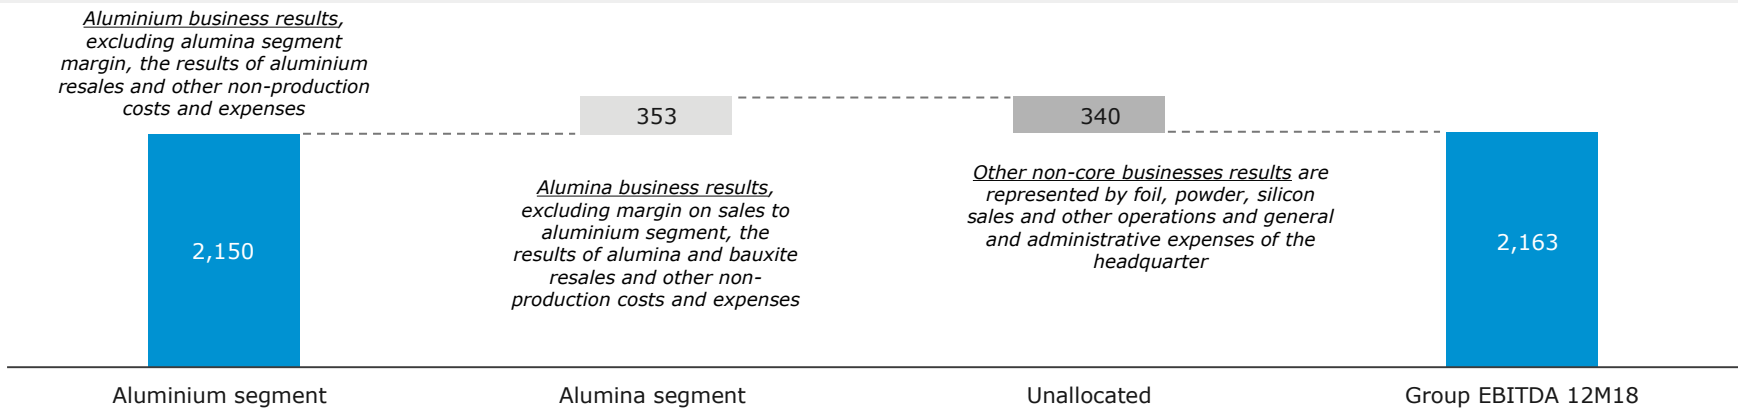 Aluminium business results,
excluding alumina segment
margin, the results of aluminium
resales and other non-production
costs and expenses
353
340
2,150
Alumina business results,
excluding margin on sales to
aluminium segment, the
results of alumina and bauxite
resales and other non-
production costs and expenses
Other non-core businesses results are
represented by foil, powder, silicon
sales and other operations and general
and administrative expenses of the
headquarter
2,163
Aluminium segment
Alumina segment
Unallocated
Group EBITDA 12M18